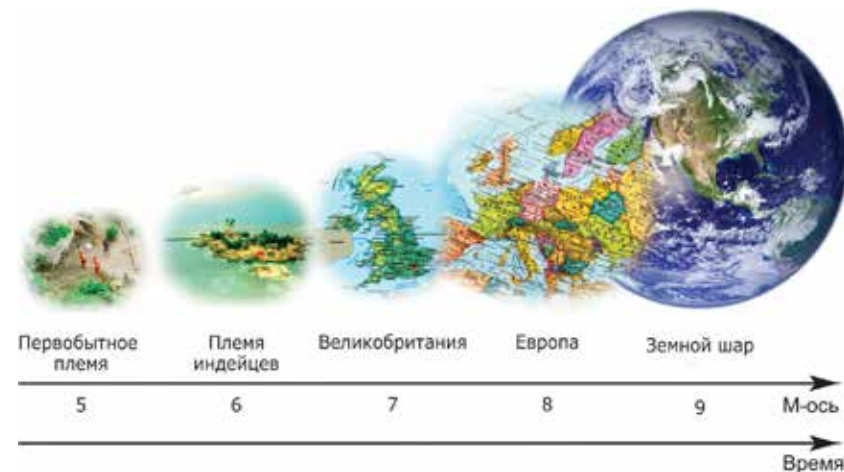 Первобытное
племя
Племя
индейцев
Великобритания
Европа
Земной шар
5 6 7 8 9 М-ось
Время